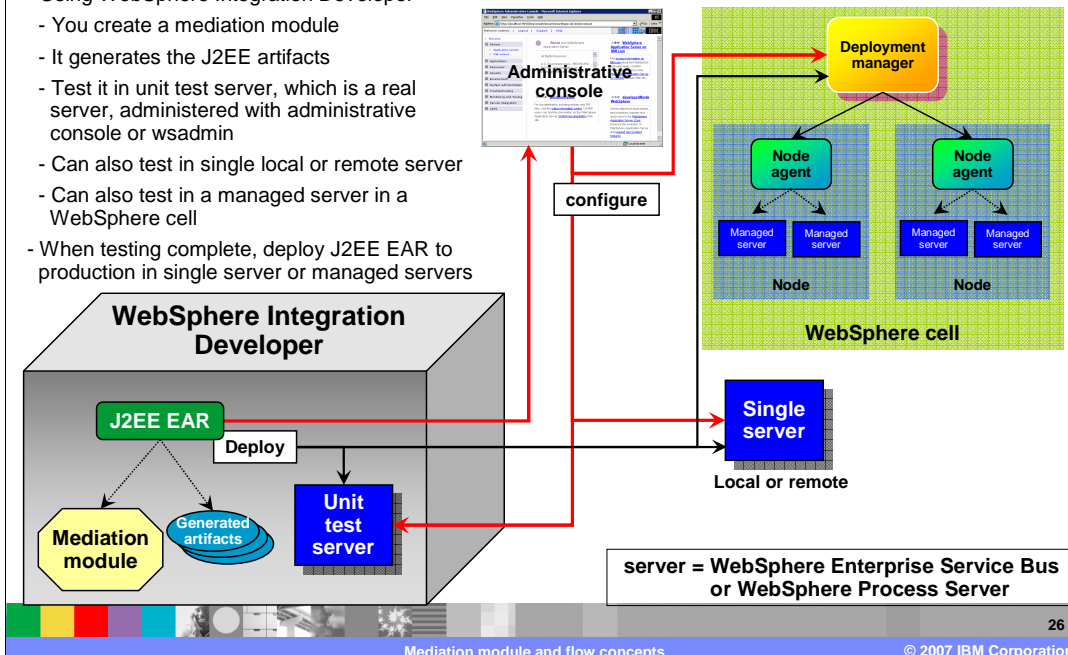 Using WebSphere Integration Developer
- You create a mediation module
- It generates the J2EE artifacts
- Test it in unit test server, which is a real
server, administered with administrative
console or wsadmin
- Can also test in single local or remote server
- Can also test in a managed server in a
WebSphere cell
- When testing complete, deploy J2EE EAR to
production in single server or managed servers
Administrative
console
configure
Deployment
manager
Node
agent
Node
agent
Managed
server
Managed
server
Managed
server
Managed
server
Node
Node
WebSphere cell
WebSphere Integration
Developer
J2EE EAR
Deploy
Mediation
module
Generated
artifacts
Unit
test
server
Single
server
Local or remote
server = WebSphere Enterprise Service Bus
or WebSphere Process Server
26
Mediation module and flow concepts
© 2007 IBM Corporation